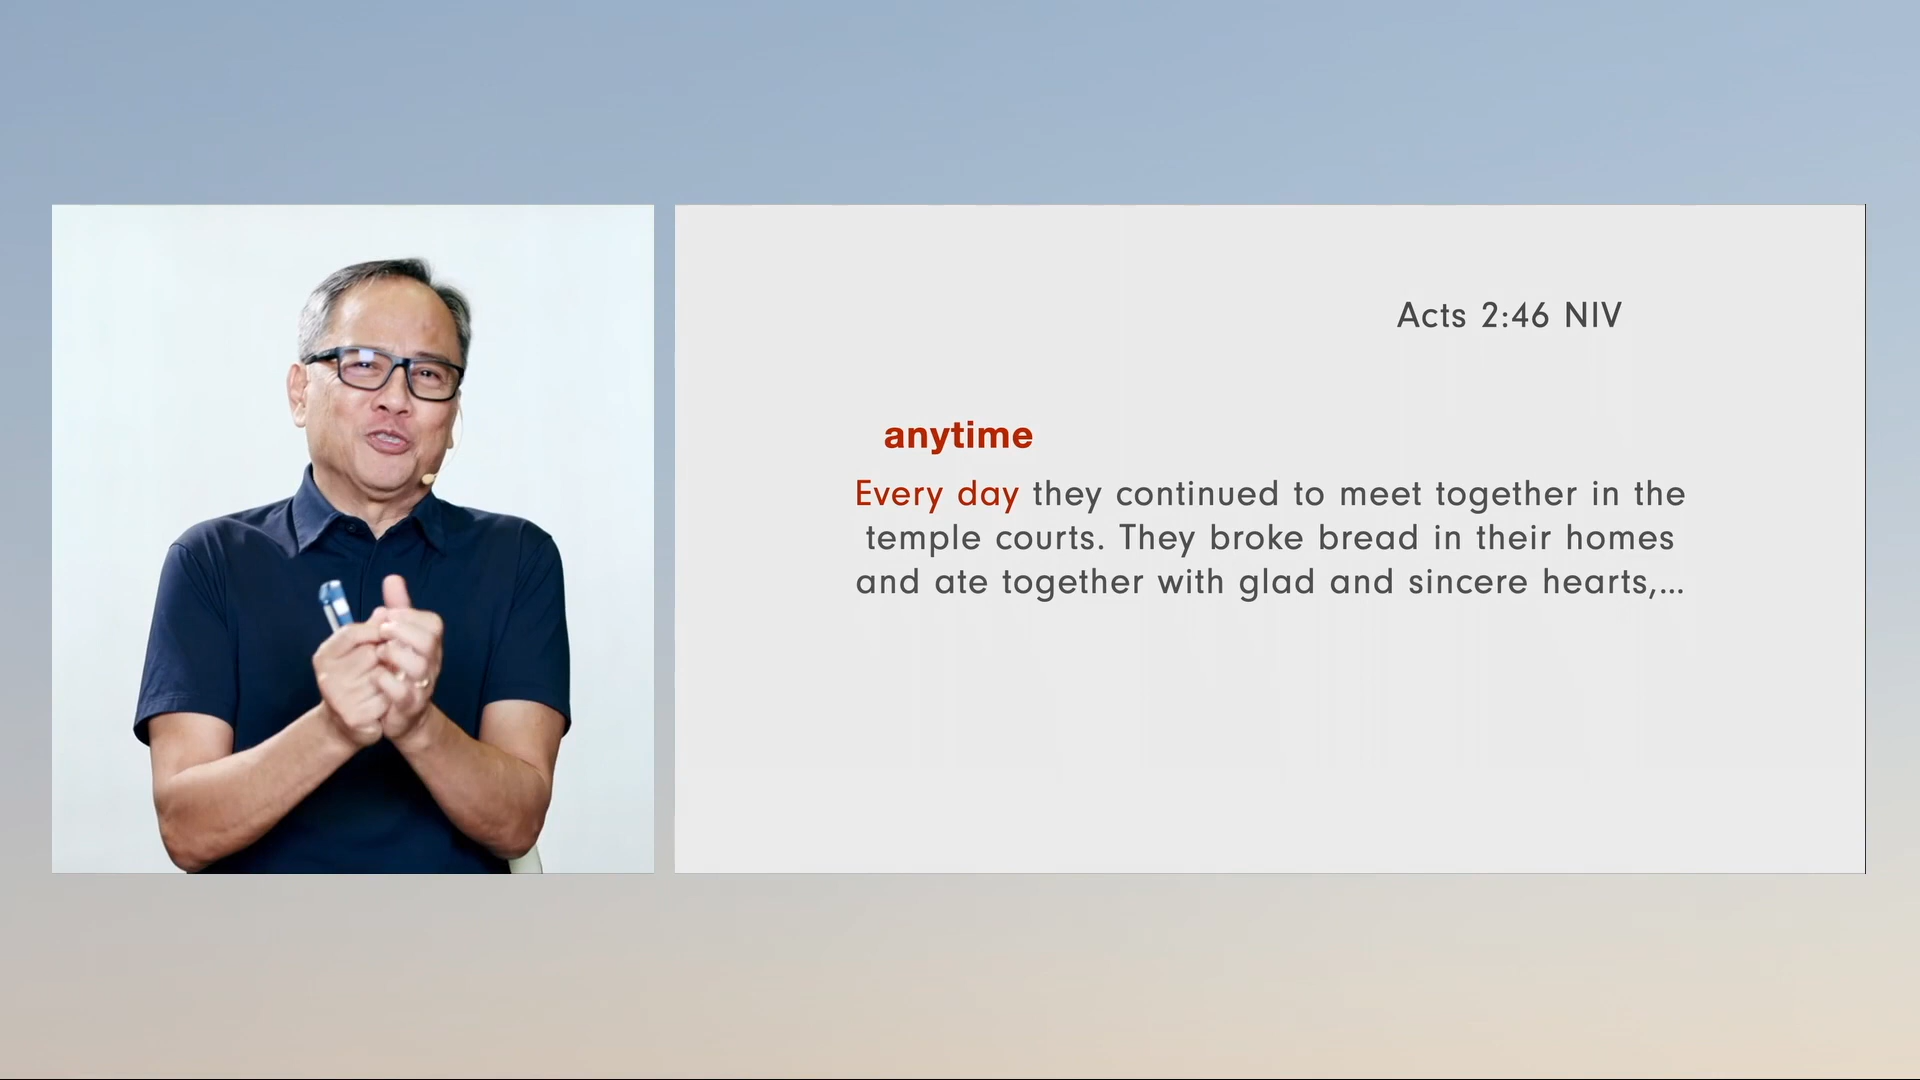 Acts 2:46 NIV
anytime
Every day they continued to meet together in the
temple courts. They broke bread in their homes
and ate together with glad and sincere hearts,...